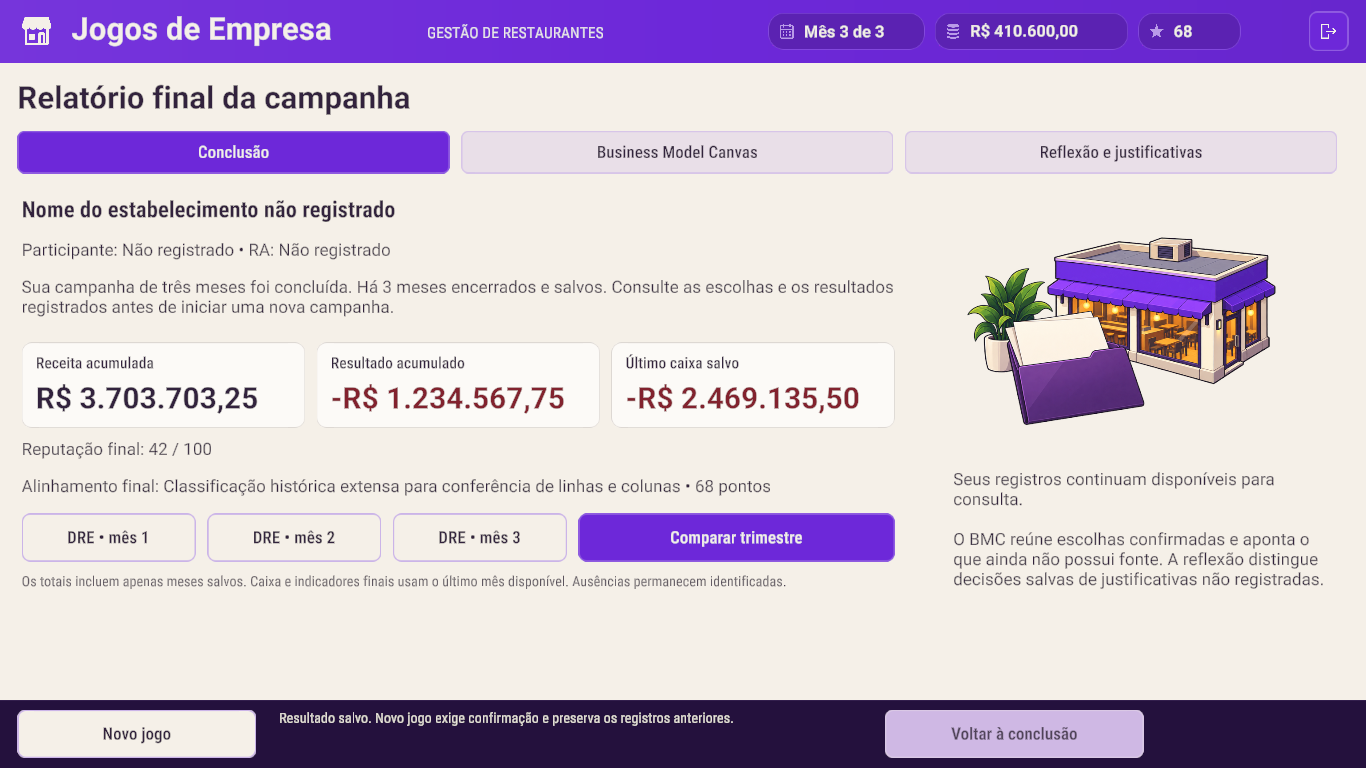 Jogos de Empresa
GESTÃO DE RESTAURANTES
Mês 3 de 3
R$ 410.600,00
68
Relatório final da campanha
Conclusão
Business Model Canvas
Reflexão e justificativas
Nome do estabelecimento não registrado
Participante: Não registrado • RA: Não registrado
Sua campanha de três meses foi concluída. Há 3 meses encerrados e salvos. Consulte as escolhas e os resultados
registrados antes de iniciar uma nova campanha.
Receita acumulada
R$ 3.703.703,25
Resultado acumulado
-R$ 1.234.567,75
Último caixa salvo
-R$ 2.469.135,50
Reputação final: 42 / 100
Alinhamento final: Classificação histórica extensa para conferência de linhas e colunas • 68 pontos
DRE • mês 1
DRE • mês 2
DRE • mês 3
Comparar trimestre
Os totais incluem apenas meses salvos. Caixa e indicadores finais usam o último mês disponível. Ausências permanecem identificadas.
Seus registros continuam disponíveis para
consulta.
O BMC reúne escolhas confirmadas e aponta o
que ainda não possui fonte. A reflexão distingue
decisões salvas de justificativas não registradas.
Novo jogo
Resultado salvo. Novo jogo exige confirmação e preserva os registros anteriores.
Voltar à conclusão